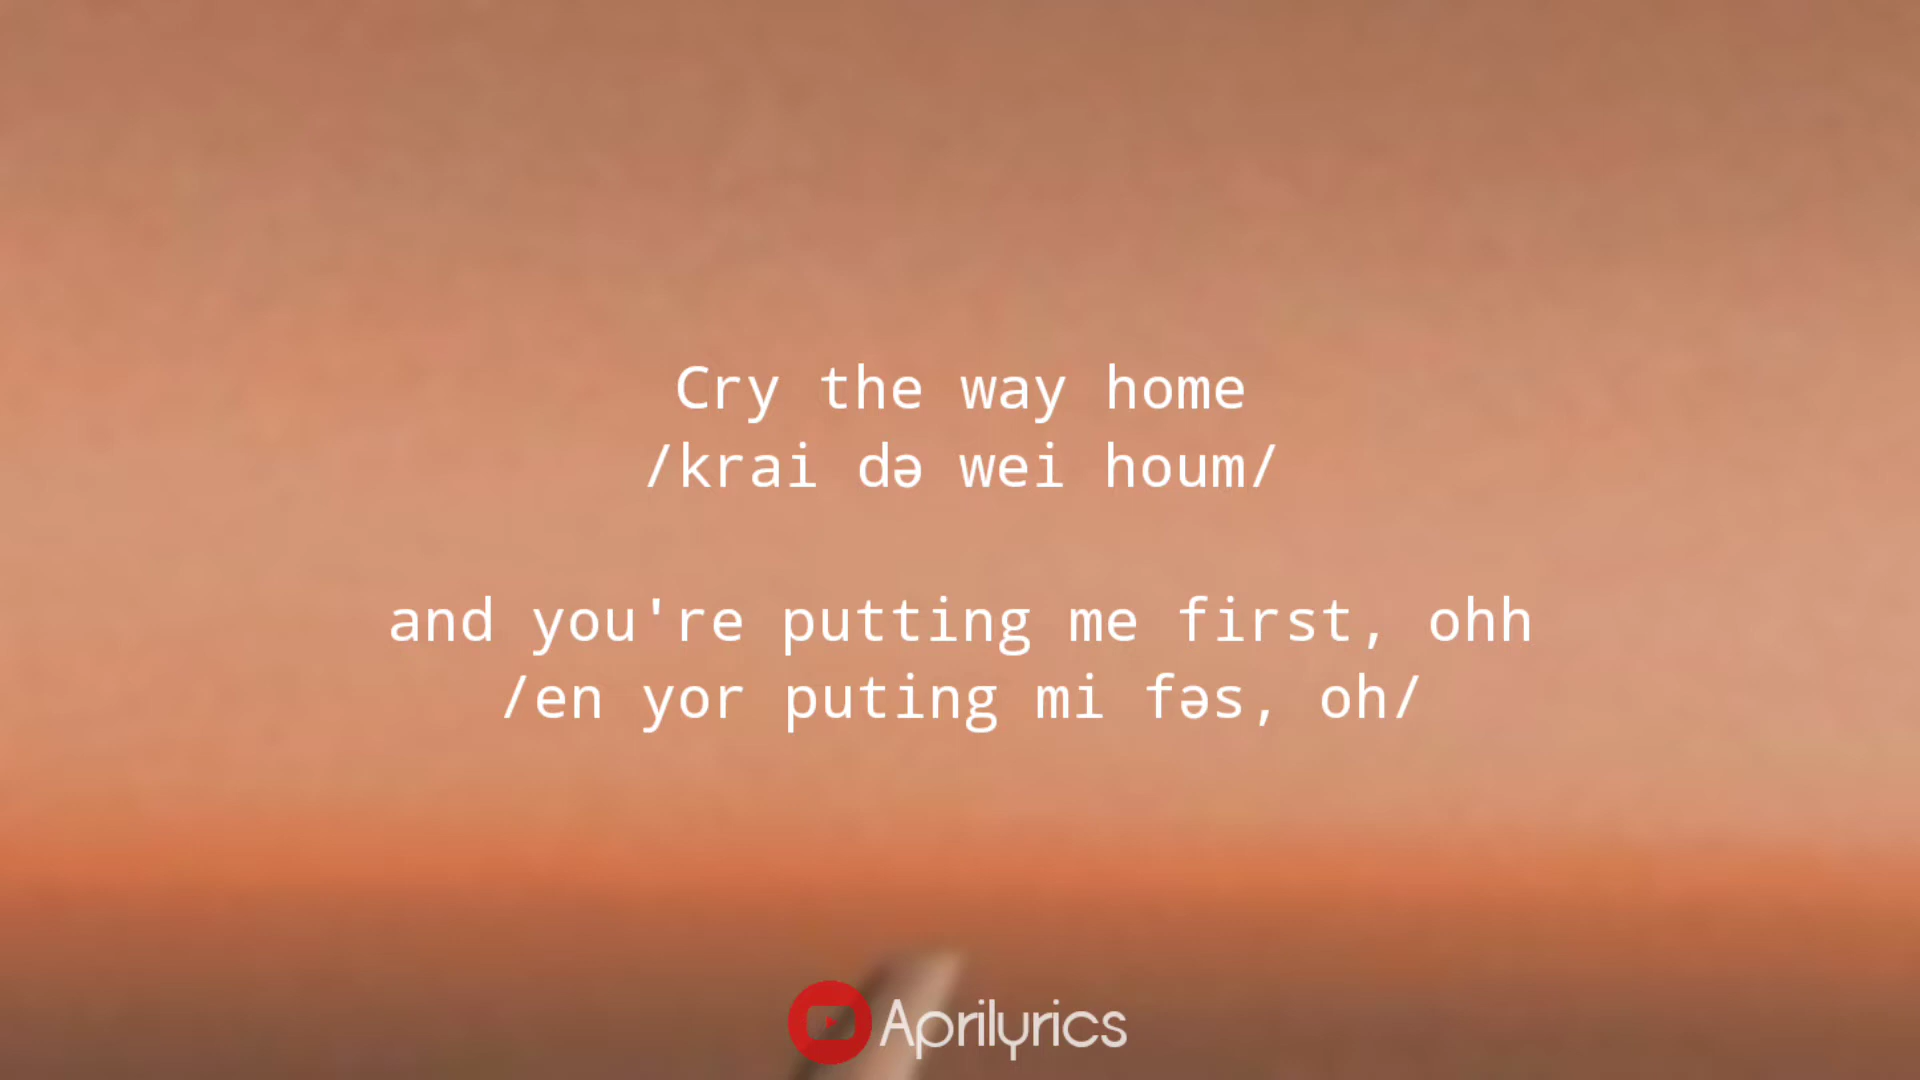 Cry the way home
/krai də wei houm/
and you're putting me first, ohh
/en yor puting mi fəs, oh/
Aprilyrics